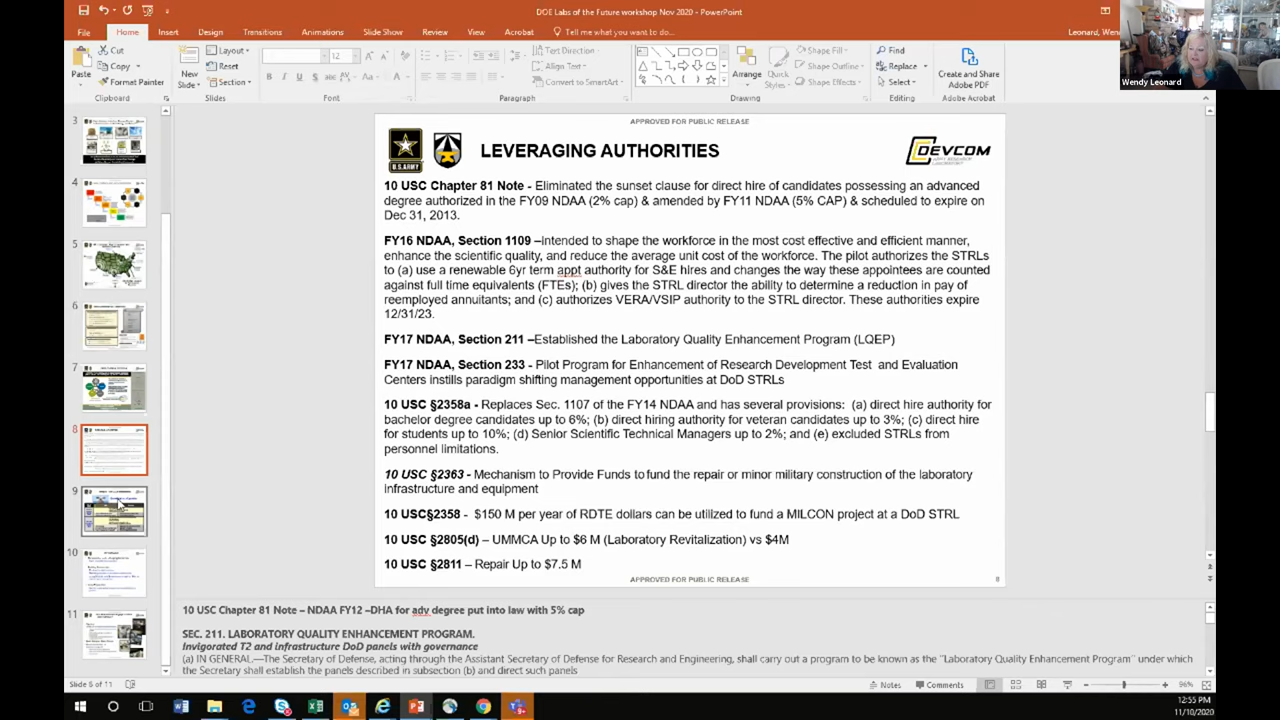 DOE Labs of the Future workshop Nov 2020 - PowerPoint
File Home Insert Design Transitions Animations Slide Show Review View Acrobat Tell me what you want to do... Leonard, Wen
Wendy Leonard
Paste
Cut
Copy
Format Painter
Clipboard
New Slide
Layout
Reset
Section
Slides
12
B I U S abc AV Aa A
Font
Text Direction
Align Text
Convert to SmartArt
Paragraph
Arrange
Quick Styles
Shape Fill
Shape Outline
Shape Effects
Drawing
Find
Replace
Select
Editing
Create and Share Adobe PDF
Adobe Acrobat
3
4
5
6
7
8
9
10
11
APPROVED FOR PUBLIC RELEASE
U.S.ARMY
LEVERAGING AUTHORITIES
DEVCOM
ARMY RESEARCH LABORATORY
10 USC Chapter 81 Note - Eliminated the sunset clause for direct hire of candidates possessing an advanced
degree authorized in the FY09 NDAA (2% cap) & amended by FY11 NDAA (5% CAP) & scheduled to expire on
Dec 31, 2013.
FY16 NDAA, Section 1109 - Intended to shape the workforce in the most cost effective and efficient manner,
enhance the scientific quality, and reduce the average unit cost of the workforce. The pilot authorizes the STRLs
to (a) use a renewable 6yr term appt authority for S&E hires and changes the way these appointees are counted
against full time equivalents (FTEs); (b) gives the STRL director the ability to determine a reduction in pay of
reemployed annuitants; and (c) authorizes VERA/VSIP authority to the STRL director. These authorities expire
12/31/23.
FY17 NDAA, Section 211 –Established the Laboratory Quality Enhancement Program (LQEP)
FY17 NDAA, Section 233 - Pilot Program for Enhancement of Research Development Test and Evaluation
Centers instills paradigm shifting management opportunities at DoD STRLs
10 USC §2358a - Replaces Sec. 1107 of the FY14 NDAA and has several provisions: (a) direct hire authority for
bachelor degree candidates up to 6%; (b) direct hiring authority for veteran candidates up to 3%; (c) direct hire
for students up to 10%; (d) Senior Scientific Technical Managers up to 2%; and (e) excluded STRLs from
personnel limitations.
10 USC §2363 - Mechanism to Provide Funds to fund the repair or minor military construction of the laboratory
infrastructure and equipment
10 USC§2358 - $150 M per year of RDTE dollars can be utilized to fund a MILCON project at a DoD STRL
10 USC §2805(d) – UMMCA Up to $6 M (Laboratory Revitalization) vs $4M
10 USC §2811 – Repair Up to $7.5 M
APPROVED FOR PUBLIC RELEASE
8
10 USC Chapter 81 Note – NDAA FY12 –DHA for adv degree put into law with 5% cap
SEC. 211. LABORATORY QUALITY ENHANCEMENT PROGRAM.
Invigorated T2 and infrastructure DoD panels with governance
(a) IN GENERAL—The Secretary of Defense, acting through the Assistant Secretary of Defense for Research and Engineering, shall carry out a program to be known as the "Laboratory Quality Enhancement Program" under which
the Secretary shall establish the panels described in subsection (b) and direct such panels
Slide 8 of 11
Notes Comments
96%
12:55 PM
11/10/2020